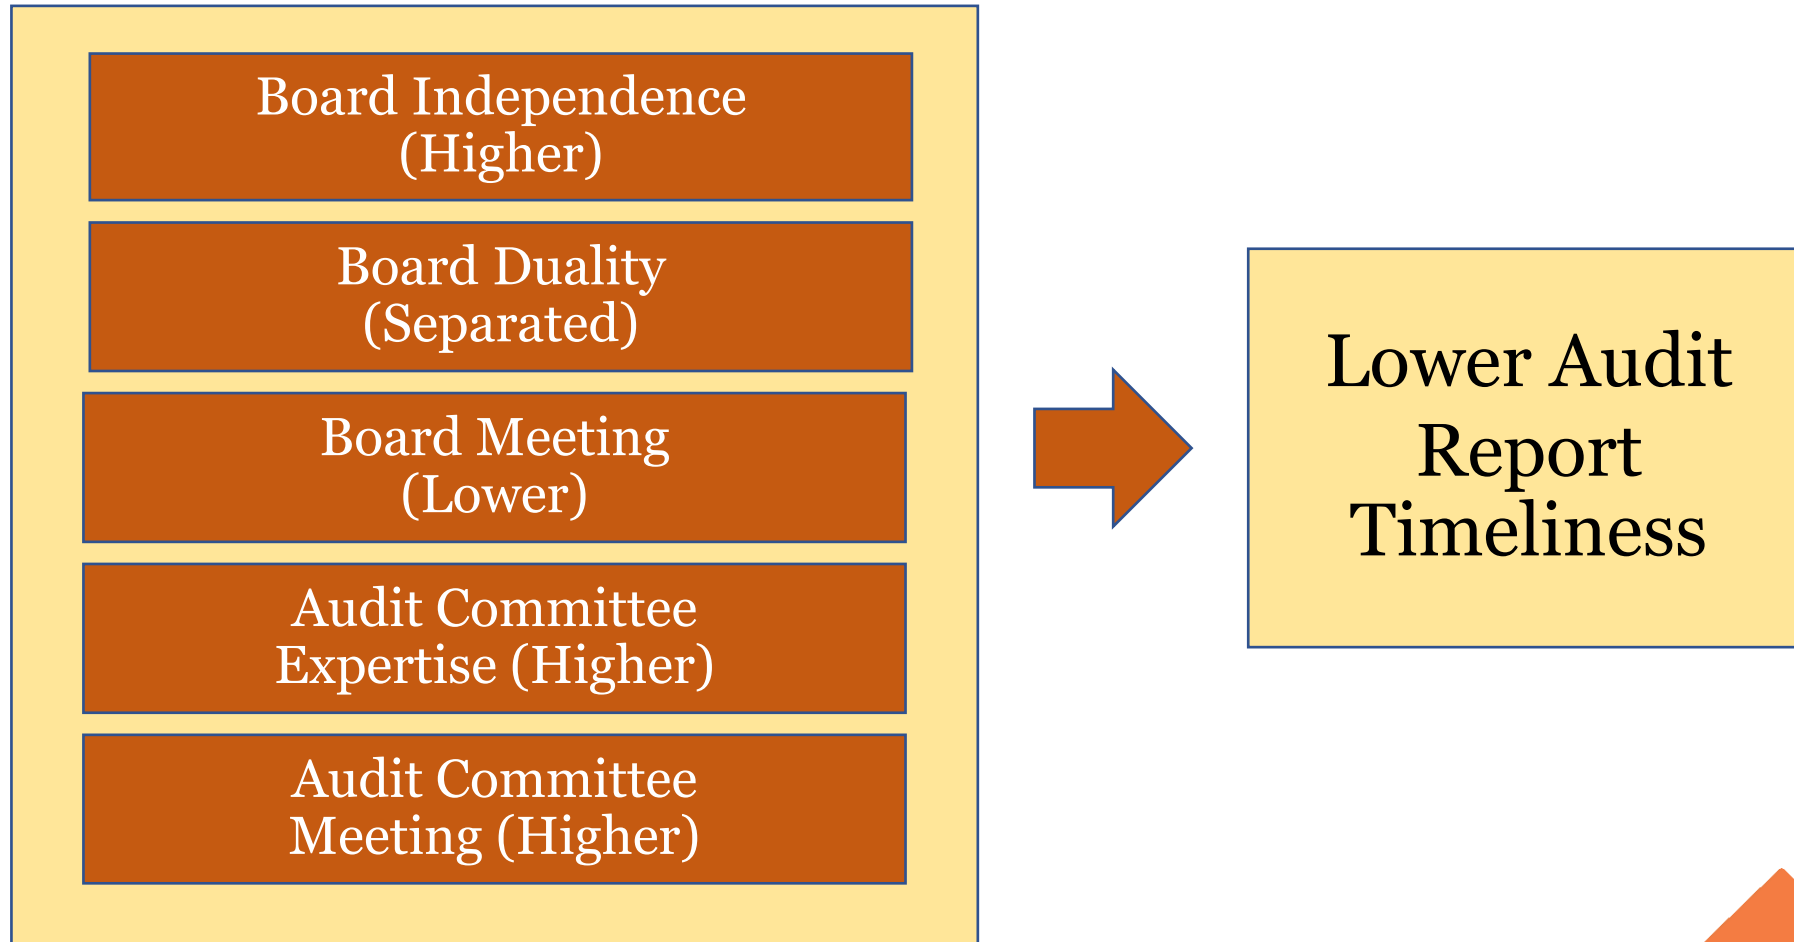 Board Independence
(Higher)
Board Duality
(Separated)
Board Meeting
(Lower)
Audit Committee
Expertise (Higher)
Audit Committee
Meeting (Higher)
Lower Audit
Report
Timeliness